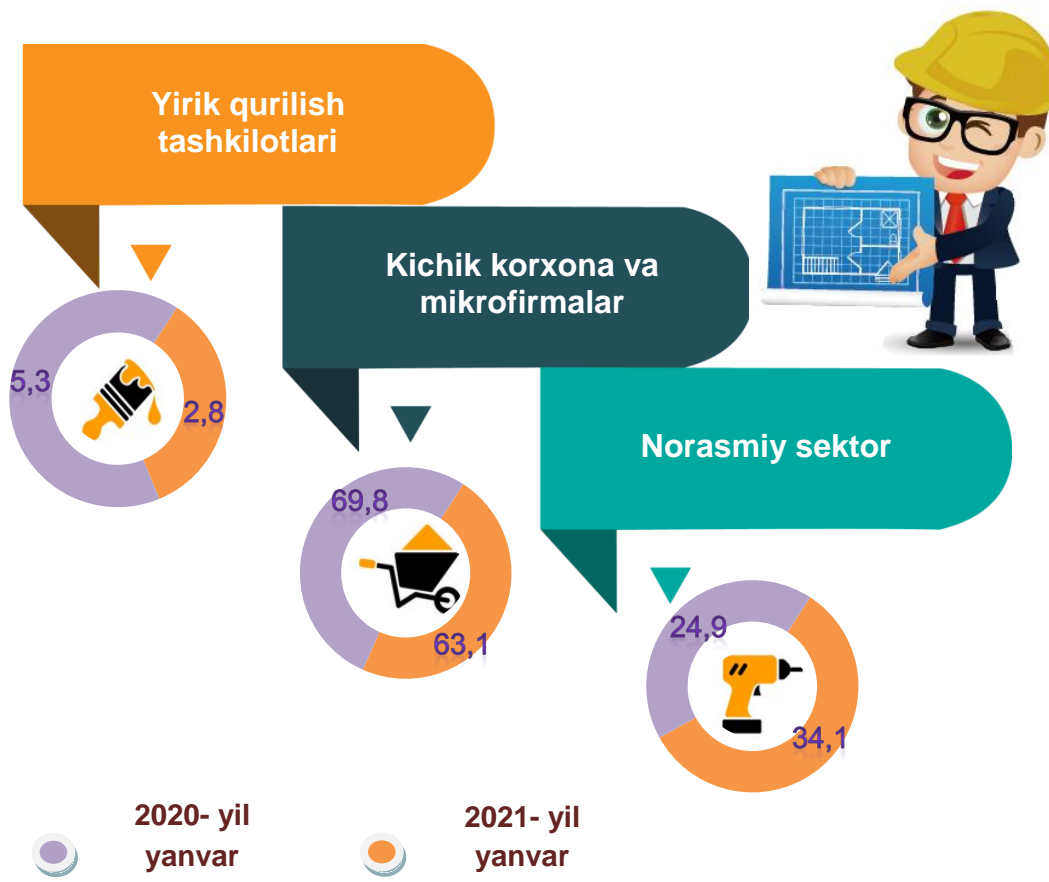 Yirik qurilish
tashkilotlari
Kichik korxona va
mikrofirmalar
Norasmiy sektor
5,3
2,8
69,8
63,1
24,9
34,1
2020- yil
yanvar
2021- yil
yanvar